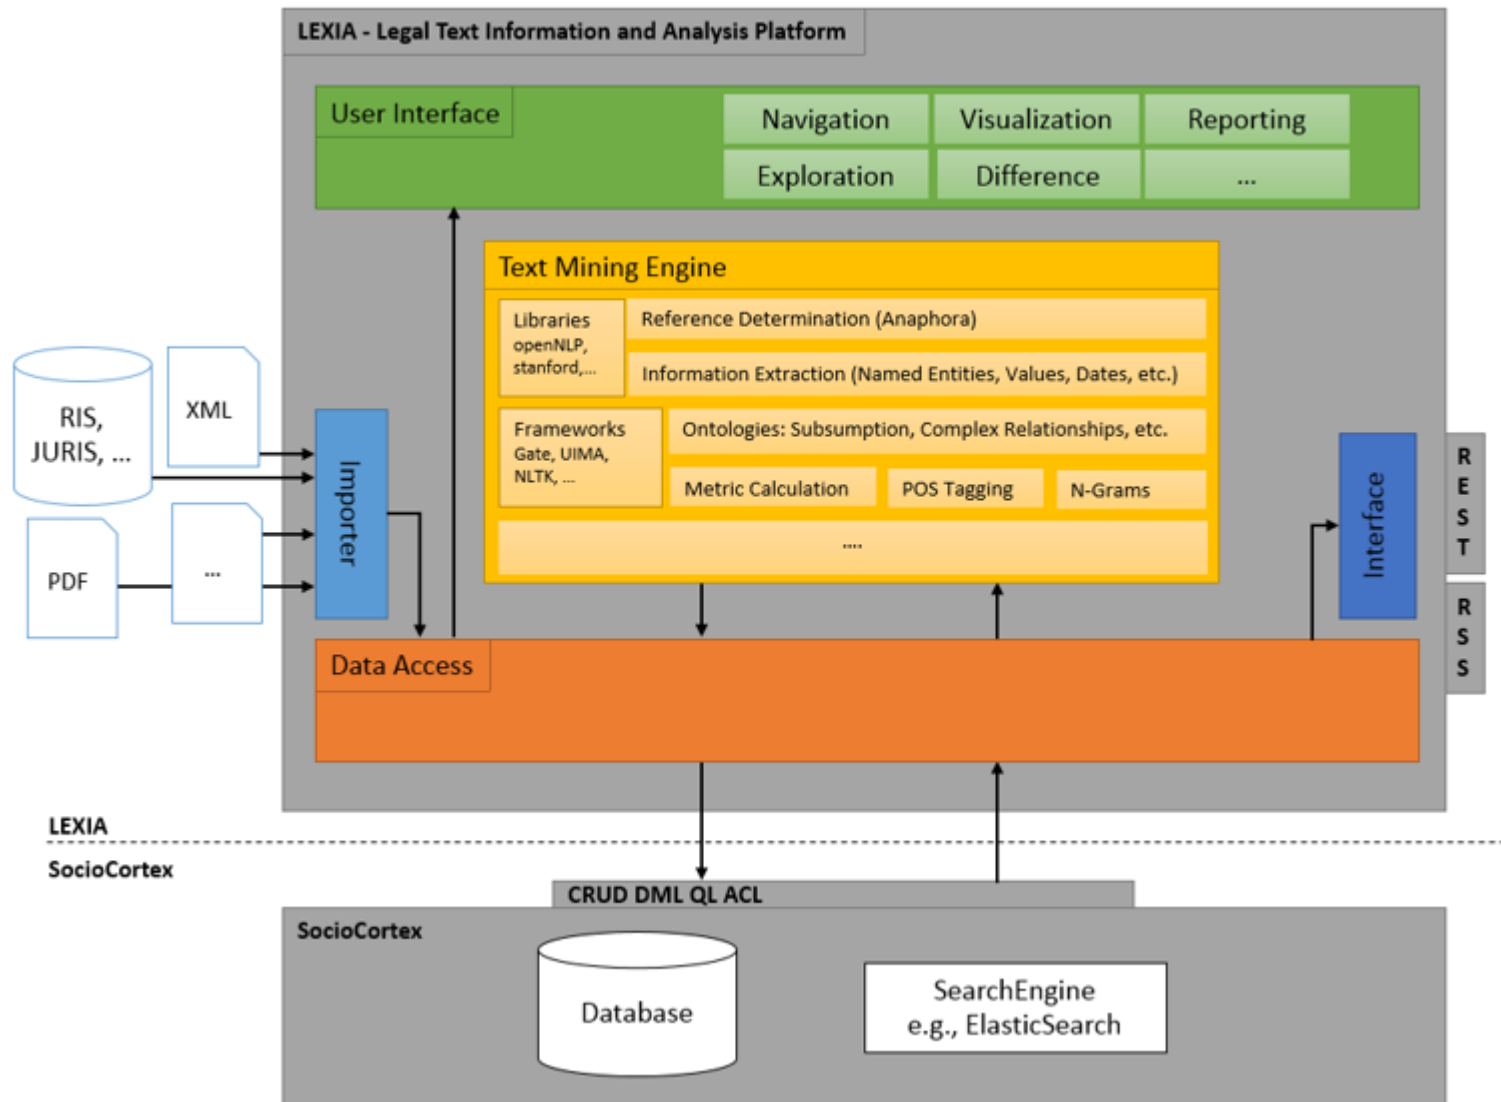 LEXIA - Legal Text Information and Analysis Platform
User Interface
Navigation
Visualization
Reporting
Exploration
Difference
...
Text Mining Engine
Libraries
openNLP,
stanford,...
Reference Determination (Anaphora)
Information Extraction (Named Entities, Values, Dates, etc.)
Frameworks
Gate, UIMA,
NLTK, ...
Ontologies: Subsumption, Complex Relationships, etc.
Metric Calculation
POS Tagging
N-Grams
....
RIS,
JURIS, ...
XML
PDF
...
Importer
Interface
REST
RSS
Data Access
LEXIA
SocioCortex
CRUD DML QL ACL
SocioCortex
Database
SearchEngine
e.g., ElasticSearch